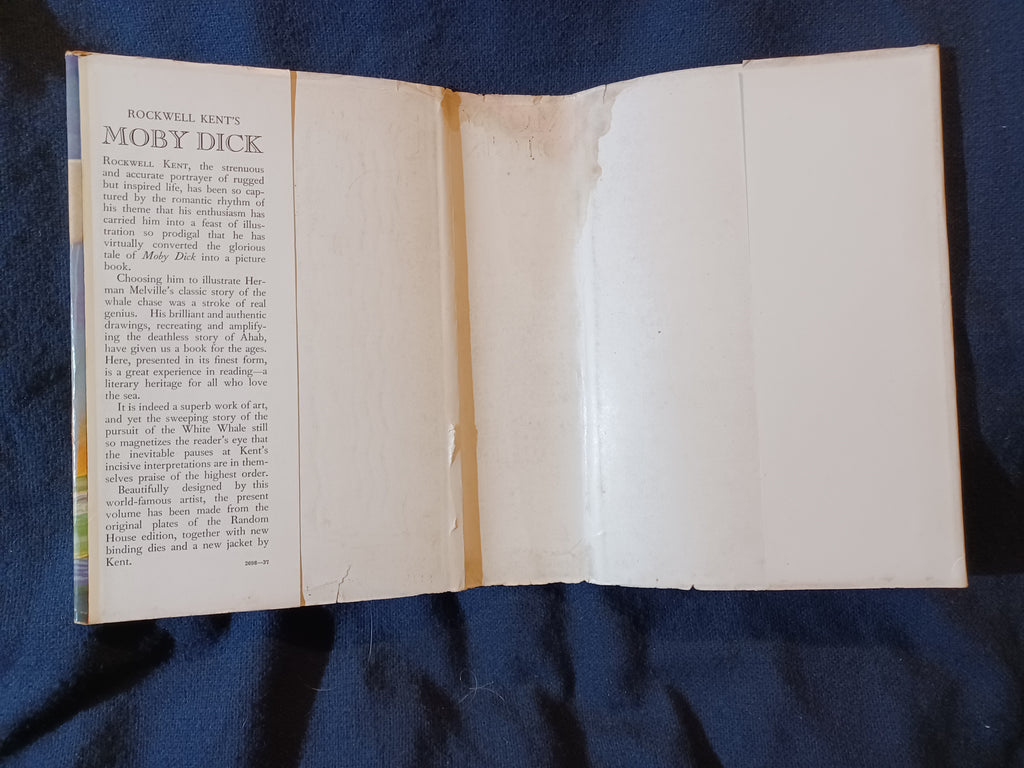 ROCKWELL KENT'S
MOBY DICK
ROCKWELL KENT, the strenuous
and accurate portrayer of rugged
but inspired life, has been so cap-
tured by the romantic rhythm of
his theme that his enthusiasm has
carried him into a feast of illus-
tration so prodigal that he has
virtually converted the glorious
tale of Moby Dick into a picture
book.
Choosing him to illustrate Her-
man Melville's classic story of the
whale chase was a stroke of real
genius. His brilliant and authentic
drawings, recreating and amplify-
ing the deathless story of Ahab,
have given us a book for the ages.
Here, presented in its finest form,
is a great experience in reading—a
literary heritage for all who love
the sea.
It is indeed a superb work of art,
and yet the sweeping story of the
pursuit of the White Whale still
so magnetizes the reader's eye that
the inevitable pauses at Kent's
incisive interpretations are in them-
selves praise of the highest order.
Beautifully designed by this
world-famous artist, the present
volume has been made from the
original plates of the Random
House edition, together with new
binding dies and a new jacket by
Kent. 2698—37